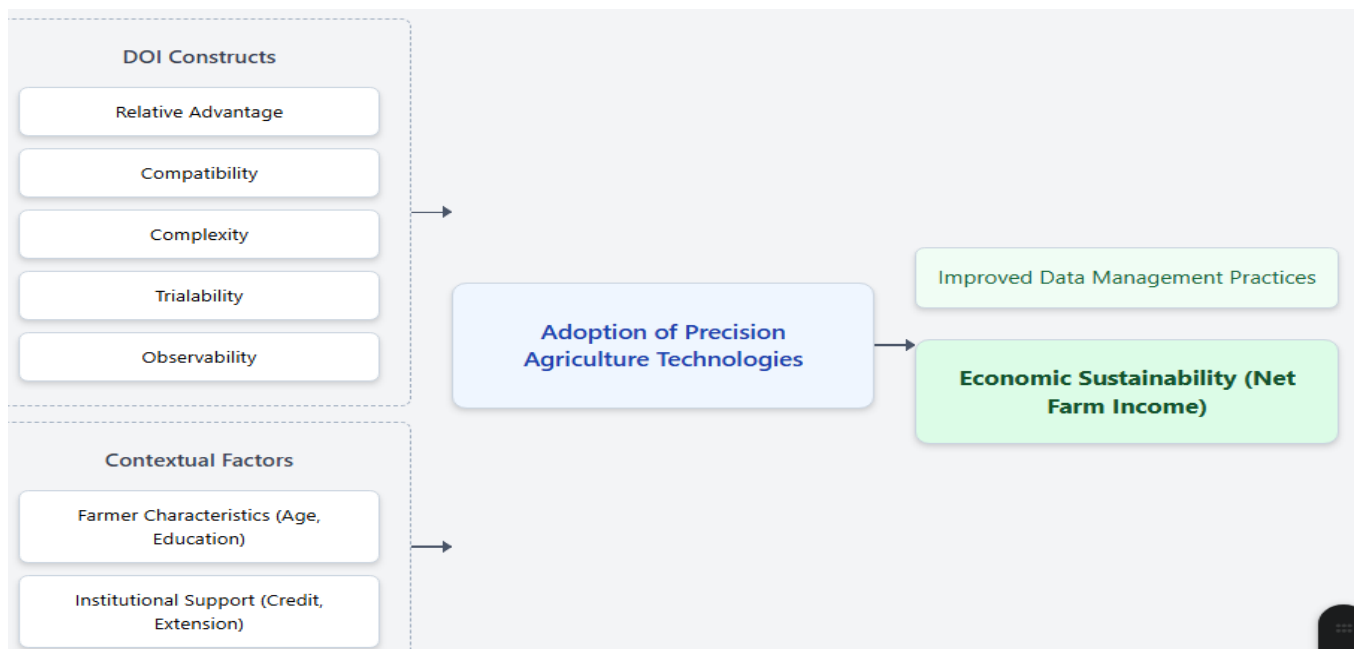 DOI Constructs
Relative Advantage
Compatibility
Complexity
Trialability
Observability
Contextual Factors
Farmer Characteristics (Age,
Education)
Institutional Support (Credit,
Extension)
Adoption of Precision
Agriculture Technologies
Improved Data Management Practices
Economic Sustainability (Net
Farm Income)